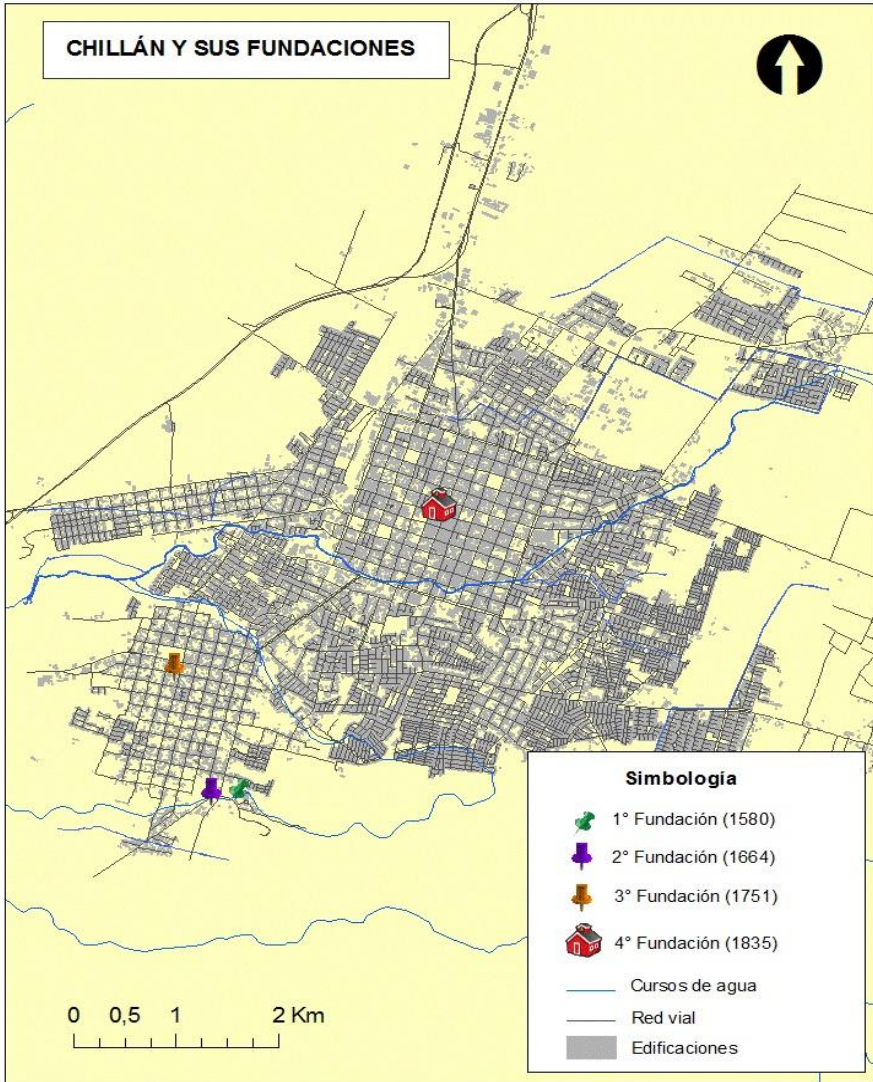 CHILLÁN Y SUS FUNDACIONES
Simbología
1° Fundación (1580)
2° Fundación (1664)
3° Fundación (1751)
4° Fundación (1835)
Cursos de agua
Red vial
Edificaciones
0 0,5 1 2 Km